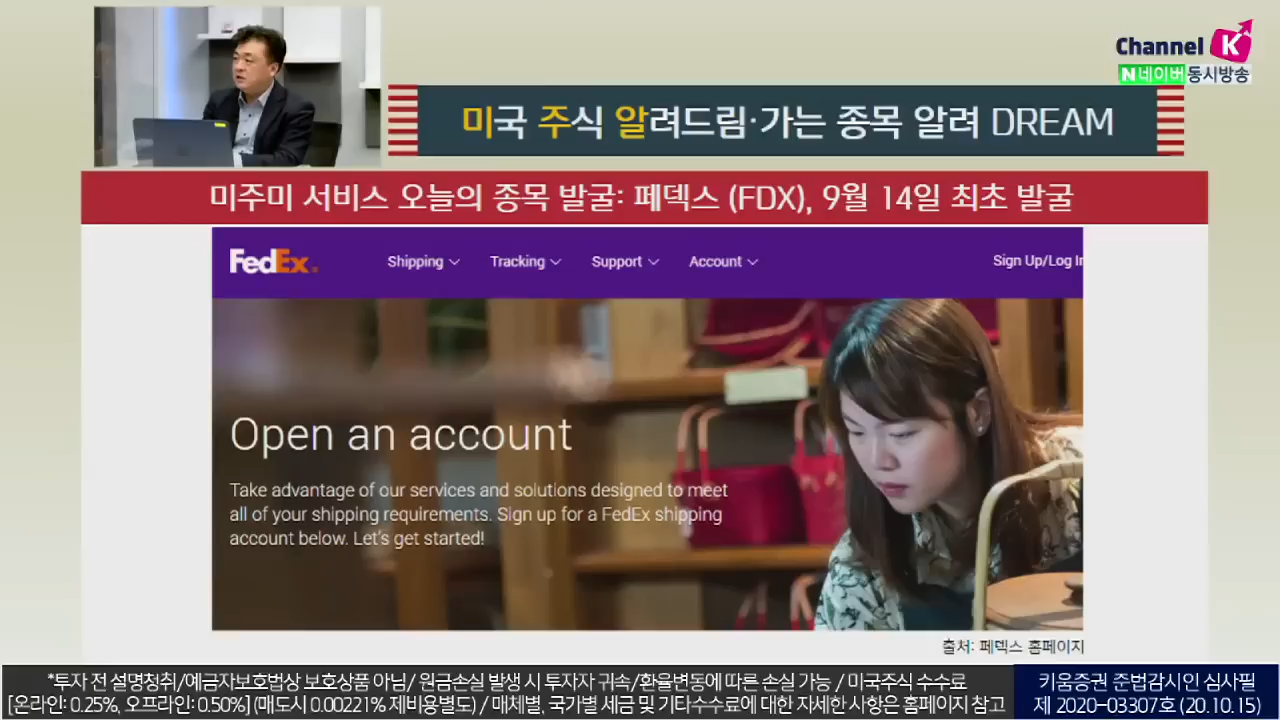 Channel K
N 네이버 동시방송
미국 주식 알려드림·가는 종목 알려 DREAM
미주미 서비스 오늘의 종목 발굴: 페덱스 (FDX), 9월 14일 최초 발굴
FedEx
Shipping Tracking Support Account Sign Up/Log In
Open an account
Take advantage of our services and solutions designed to meet
all of your shipping requirements. Sign up for a FedEx shipping
account below. Let's get started!
출처: 페덱스 홈페이지
*투자 전 설명청취/예금자보호법상 보호상품 아님/ 원금손실 발생 시 투자자 귀속/환율변동에 따른 손실 가능 / 미국주식 수수료
[온라인: 0.25%, 오프라인: 0.50%] (매도시 0.00221% 제비용별도) / 매체별, 국가별 세금 및 기타수수료에 대한 자세한 사항은 홈페이지 참고
키움증권 준법감시인 심사필
제 2020-03307호 (20.10.15)